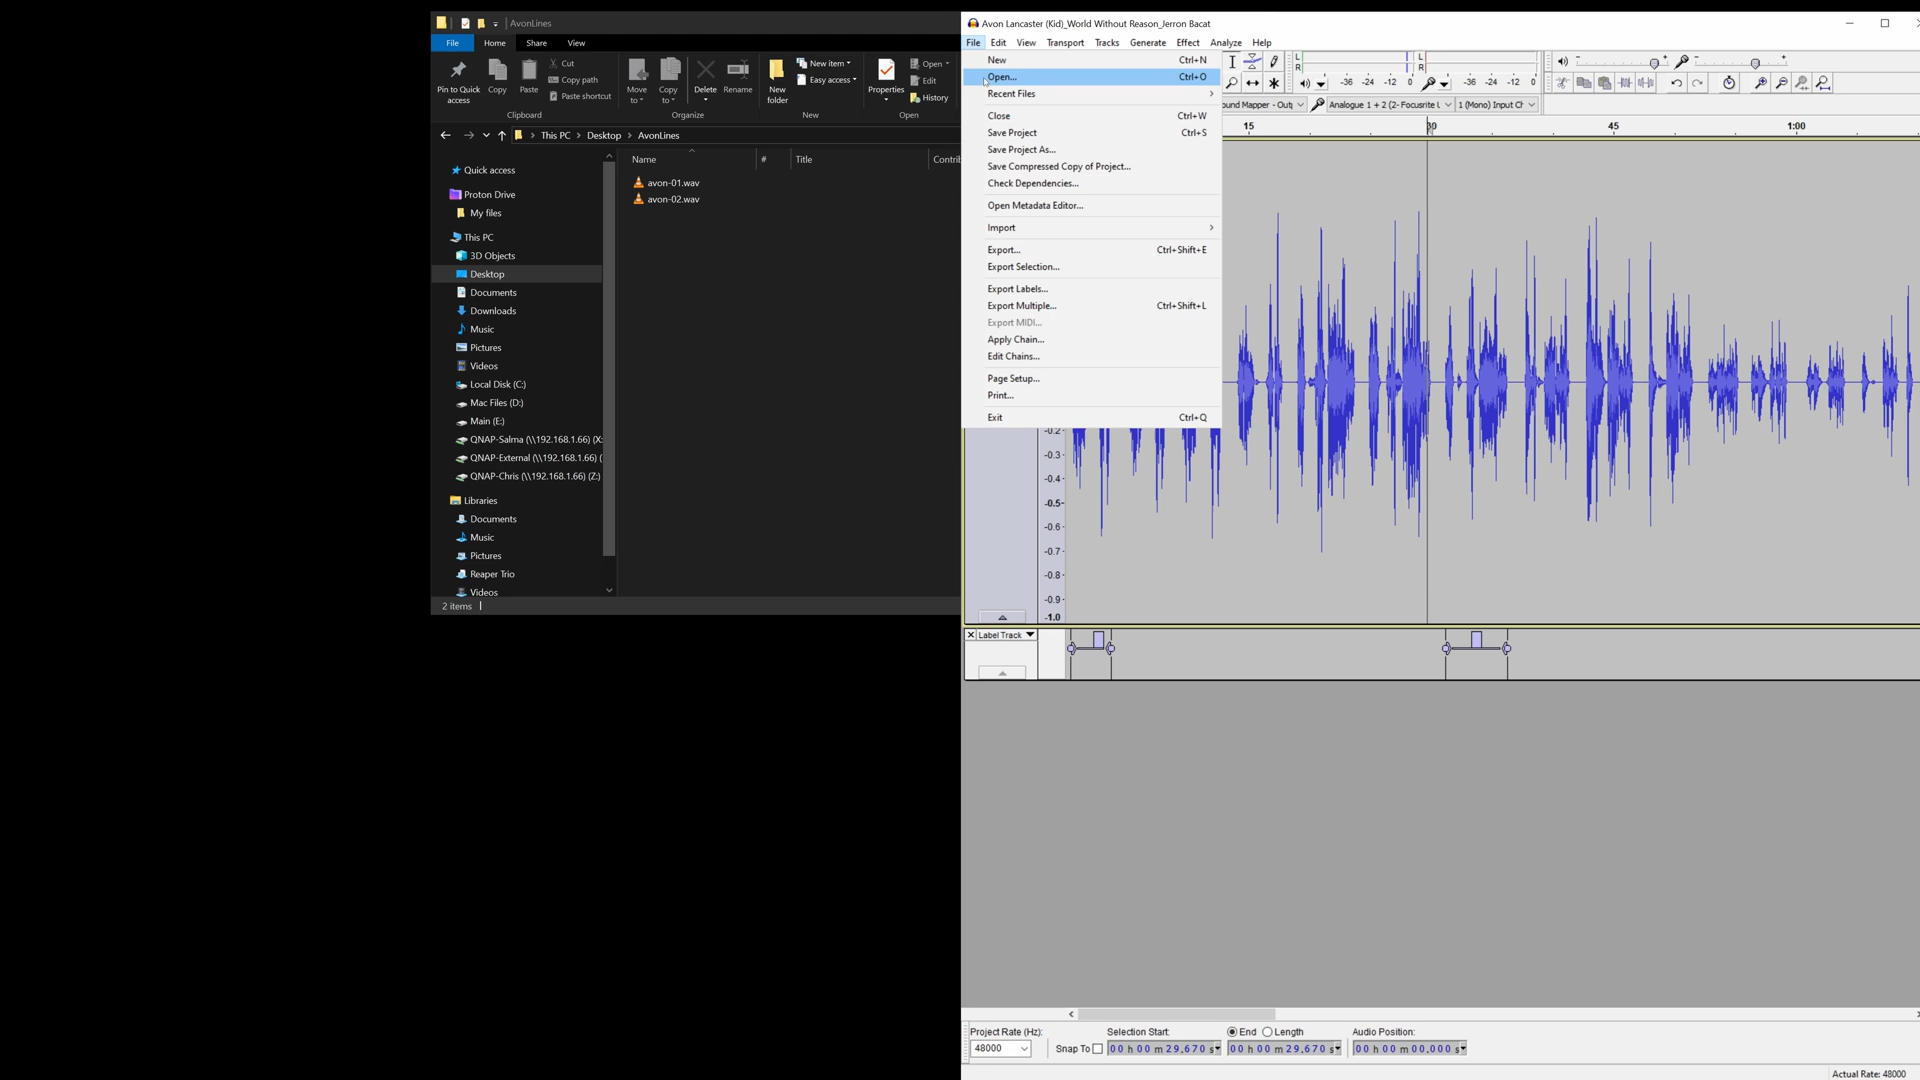 AvonLines
File Home Share View
Pin to Quick access
Copy
Paste
Cut
Copy path
Paste shortcut
Clipboard
Move to
Copy to
Delete
Rename
Organize
New folder
New item
Easy access
New
Properties
Open
Edit
History
Open
This PC > Desktop > AvonLines
Name # Title
avon-01.wav
avon-02.wav
Quick access
Proton Drive
My files
This PC
3D Objects
Desktop
Documents
Downloads
Music
Pictures
Videos
Local Disk (C:)
Mac Files (D:)
Main (E:)
QNAP-Salma (\\192.168.1.66) (X:
QNAP-External (\\192.168.1.66) (
QNAP-Chris (\\192.168.1.66) (Z:)
Libraries
Documents
Music
Pictures
Reaper Trio
Videos
2 items
Avon Lancaster (Kid)_World Without Reason_Jerron Bacat
File Edit View Transport Tracks Generate Effect Analyze Help
New Ctrl+N
Open... Ctrl+O
Recent Files
Close Ctrl+W
Save Project Ctrl+S
Save Project As...
Save Compressed Copy of Project...
Check Dependencies...
Open Metadata Editor...
Import
Export... Ctrl+Shift+E
Export Selection...
Export Labels...
Export Multiple... Ctrl+Shift+L
Export MIDI...
Apply Chain...
Edit Chains...
Page Setup...
Print...
Exit Ctrl+Q
L
R
-36 -24 -12 0
L
R
-36 -24 -12 0
Analogue 1 + 2 (2- Focusrite 1 (Mono) Input
15 30 45 1:00
-0.2
-0.3
-0.4
-0.5
-0.6
-0.7
-0.8
-0.9
-1.0
Label Track
Project Rate (Hz): Selection Start: End Length Audio Position:
48000 Snap To 00 h 00 m 29.670 s 00 h 00 m 29.670 s 00 h 00 m 00.000 s
Actual Rate: 48000